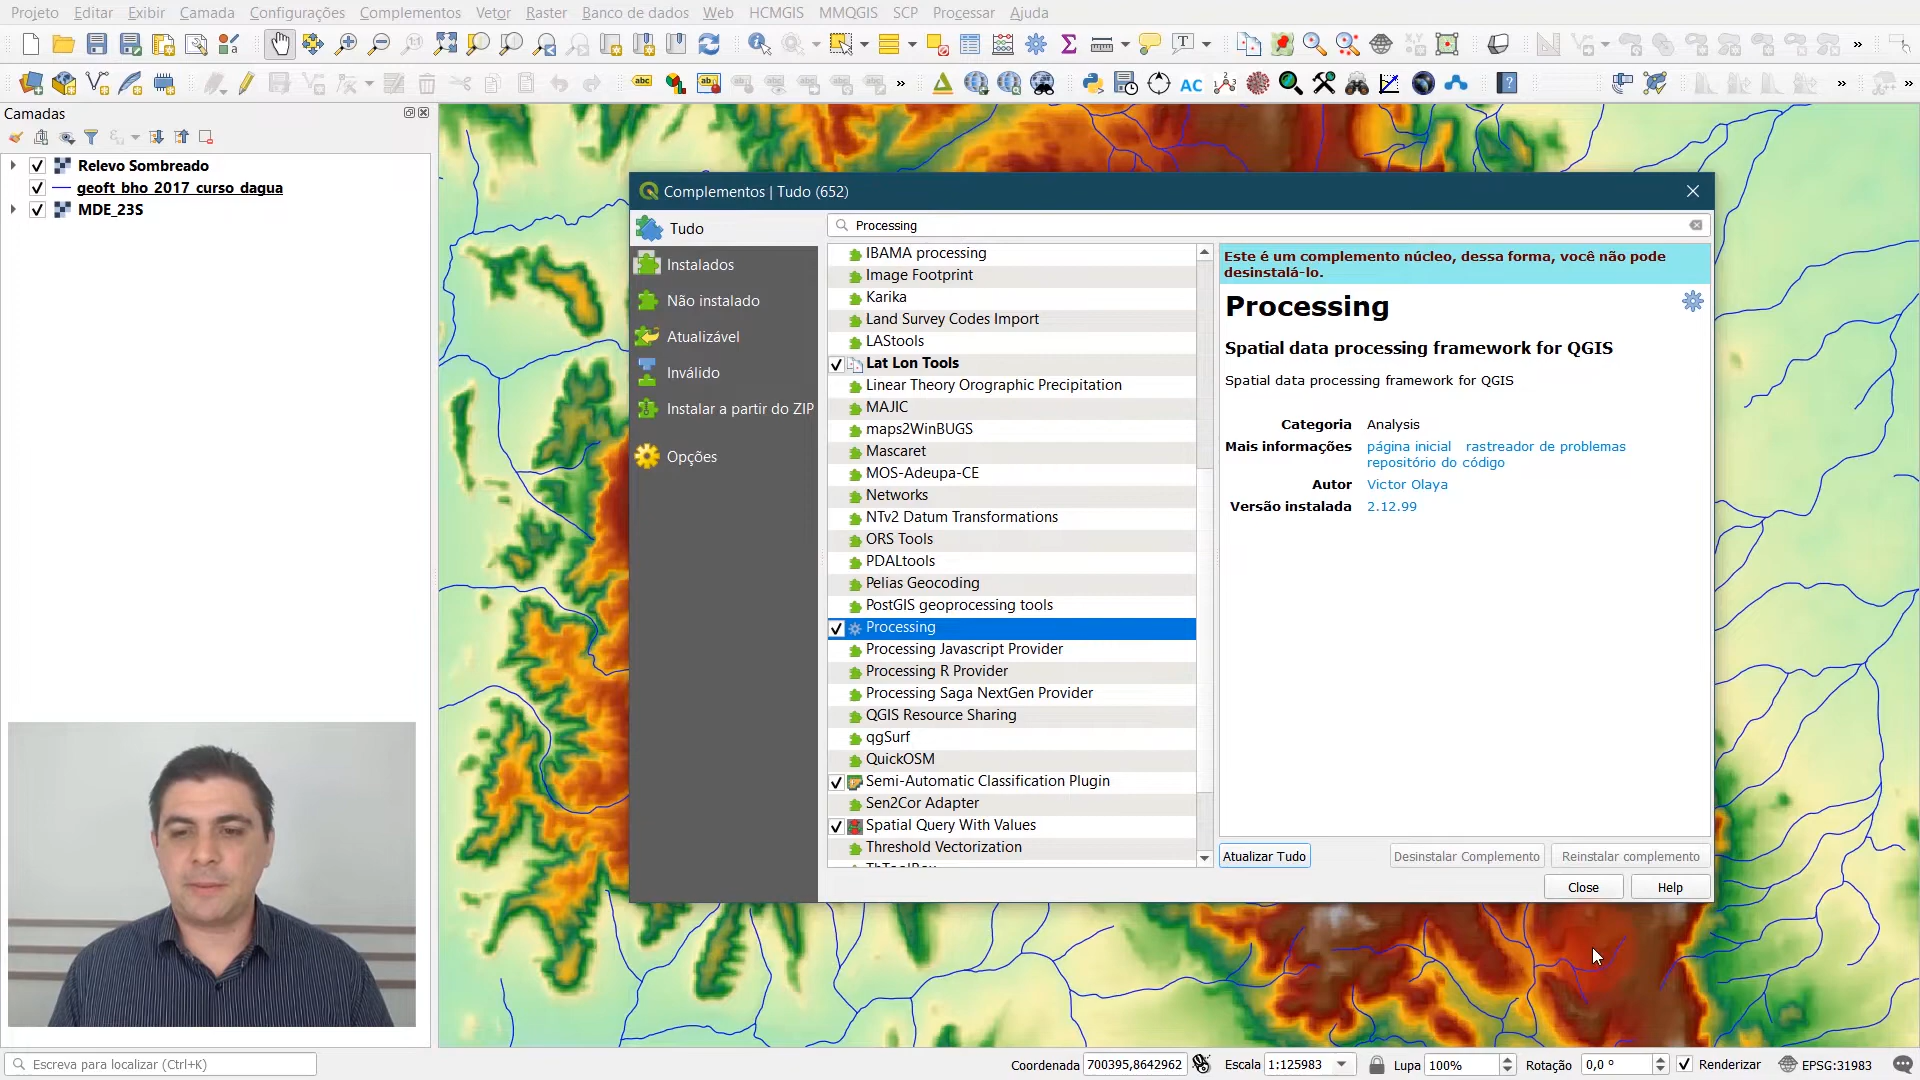 Projeto Editar Exibir Camada Configurações Complementos Vetor Raster Banco de dados Web HCMGIS MMQGIS SCP Processar Ajuda
Camadas
Relevo Sombreado
geoft_bho_2017_curso_dagua
MDE_23S
Complementos | Tudo (652)
Tudo
Instalados
Não instalado
Atualizável
Inválido
Instalar a partir do ZIP
Opções
Processing
IBAMA processing
Image Footprint
Karika
Land Survey Codes Import
LAStools
Lat Lon Tools
Linear Theory Orographic Precipitation
MAJIC
maps2WinBUGS
Mascaret
MOS-Adeupa-CE
Networks
NTv2 Datum Transformations
ORS Tools
PDALtools
Pelias Geocoding
PostGIS geoprocessing tools
Processing
Processing Javascript Provider
Processing R Provider
Processing Saga NextGen Provider
QGIS Resource Sharing
qgSurf
QuickOSM
Semi-Automatic Classification Plugin
Sen2Cor Adapter
Spatial Query With Values
Threshold Vectorization
Este é um complemento núcleo, dessa forma, você não pode
desinstalá-lo.
Processing
Spatial data processing framework for QGIS
Spatial data processing framework for QGIS
Categoria Analysis
Mais informações página inicial rastreador de problemas
repositório do código
Autor Victor Olaya
Versão instalada 2.12.99
Atualizar Tudo Desinstalar Complemento Reinstalar complemento
Close Help
Escreva para localizar (Ctrl+K) Coordenada 700395,8642962 Escala 1:125983 Lupa 100% Rotação 0,0 ° Renderizar EPSG:31983